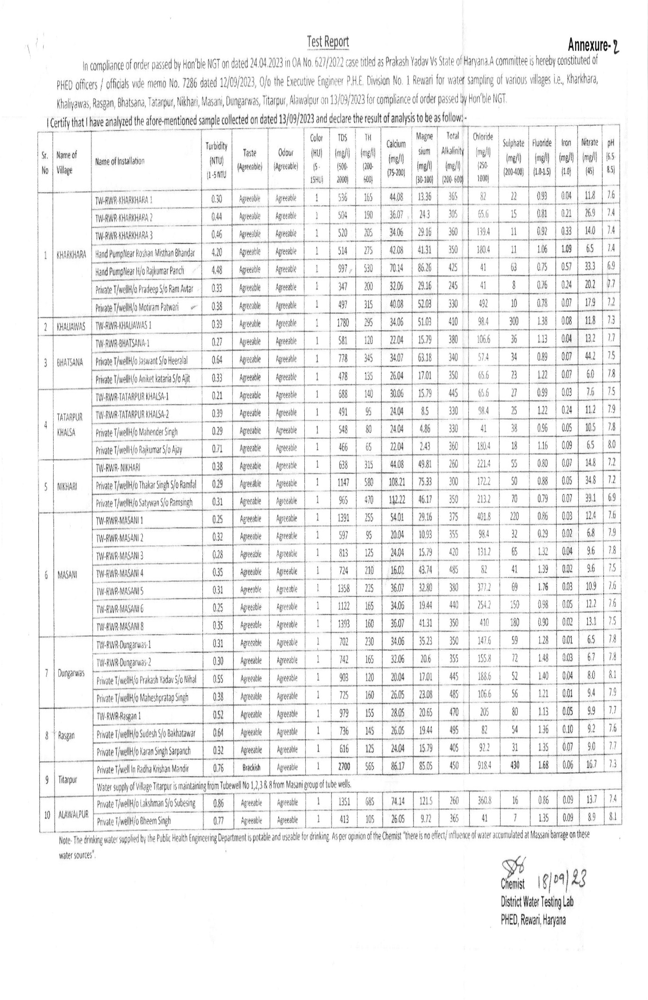 Test Report
Annexure-2
In compliance of order passed by Hon'ble NGT on dated 24.04.2023 in OA No. 627/2022 case titled as Prakash Yadav Vs State of Haryana.A committee is hereby constituted of
PHED officers / officials vide memo No. 7286 dated 12/09/2023, O/o the Executive Engineer P.H.E. Division No. 1 Rewari for water sampling of various villages i.e., Kharkhara,
Khaliyawas, Rasgan, Bhatsana, Tatarpur, Nikhari, Masani, Dungarwas, Titarpur, Alawalpur on 13/09/2023 for compliance of order passed by Hon'ble NGT.
I Certify that I have analyzed the afore-mentioned sample collected on dated 13/09/2023 and declare the result of analysis to be as follow: -
Sr. No Name of Village Name of Installation Turbidity (NTU) (1 -5 NTU Taste (Agreeable) Odour (Agreeable) Color (HU) (5 - 15HU) TDS (mg/l) (500- 2000) TH (mg/l) (200- 600) Calcium (mg/l) (75-200) Magne sium (mg/l) (30-100) Total Alkalinity (mg/l) (200- 600) Chloride (mg/l) (250- 1000) Sulphate (mg/l) (200-400) Fluoride (mg/l) (1.0-1.5) Iron (mg/l) (1.0) Nitrate (mg/l) (45) pH (6.5- 8.5)
1 KHARKHARA TW-RWR-KHARKHARA 1 0.30 Agreeable Agreeable 1 536 165 44.08 13.36 365 82 22 0.93 0.04 11.8 7.6
TW-RWR-KHARKHARA 2 0.44 Agreeable Agreeable 1 504 190 36.07 24.3 305 65.6 15 0.81 0.21 26.9 7.4
TW-RWR-KHARKHARA 3 0.46 Agreeable Agreeable 1 520 205 34.06 29.16 360 139.4 11 0.92 0.33 14.0 7.4
Hand PumpNear Roshan Misthan Bhandar 4.20 Agreeable Agreeable 1 514 275 42.08 41.31 350 180.4 11 1.06 1.09 6.5 7.4
Hand PumpNear H/o Rajkumar Panch 4.48 Agreeable Agreeable 1 997 530 70.14 86.26 425 41 63 0.75 0.57 33.3 6.9
Private T/wellH/o Pradeep S/o Ram Avtar 0.33 Agreeable Agreeable 1 347 200 32.06 29.16 245 41 8 0.76 0.24 20.2 7.7
Private T/wellH/o Motiram Patwari 0.38 Agreeable Agreeable 1 497 315 40.08 52.03 330 492 10 0.78 0.07 17.9 7.2
2 KHALIAWAS TW-RWR-KHALIAWAS 1 0.39 Agreeable Agreeable 1 1780 295 34.06 51.03 410 98.4 300 1.38 0.08 11.8 7.3
3 BHATSANA TW-RWR-BHATSANA-1 0.27 Agreeable Agreeable 1 581 120 22.04 15.79 380 106.6 36 1.13 0.04 13.2 7.7
Private T/wellH/o Jaswant S/o Heeralal 0.64 Agreeable Agreeable 1 778 345 34.07 63.18 340 57.4 34 0.89 0.07 44.2 7.5
Private T/wellH/o Aniket kataria S/o Ajit 0.33 Agreeable Agreeable 1 478 135 26.04 17.01 350 65.6 23 1.22 0.07 6.0 7.8
4 TATARPUR KHALSA TW-RWR-TATARPUR KHALSA-1 0.21 Agreeable Agreeable 1 688 140 30.06 15.79 445 65.6 27 0.99 0.03 7.6 7.5
TW-RWR-TATARPUR KHALSA-2 0.39 Agreeable Agreeable 1 491 95 24.04 8.5 330 98.4 25 1.22 0.24 11.2 7.9
Private T/wellH/o Mahender Singh 0.29 Agreeable Agreeable 1 548 80 24.04 4.86 330 41 38 0.96 0.05 10.5 7.8
Private T/wellH/o Rajkumar S/o Ajay 0.71 Agreeable Agreeable 1 466 65 22.04 2.43 360 180.4 18 1.16 0.09 6.5 8.0
5 NIKHARI TW-RWR- NIKHARI 0.38 Agreeable Agreeable 1 638 315 44.08 49.81 260 221.4 55 0.80 0.07 14.8 7.2
Private T/wellH/o Thakar Singh S/o Ramfal 0.29 Agreeable Agreeable 1 1147 580 108.21 75.33 300 172.2 50 0.88 0.05 34.8 7.2
Private T/wellH/o Satywan S/o Ramsingh 0.31 Agreeable Agreeable 1 965 470 112.22 46.17 350 213.2 70 0.79 0.07 39.1 6.9
6 MASANI TW-RWR-MASANI 1 0.25 Agreeable Agreeable 1 1391 255 54.01 29.16 375 401.8 220 0.86 0.03 12.4 7.6
TW-RWR-MASANI 2 0.32 Agreeable Agreeable 1 597 95 20.04 10.93 355 98.4 32 0.29 0.02 6.8 7.9
TW-RWR-MASANI 3 0.28 Agreeable Agreeable 1 813 125 24.04 15.79 420 131.2 65 1.32 0.04 9.6 7.8
TW-RWR-MASANI 4 0.35 Agreeable Agreeable 1 724 210 16.02 43.74 485 82 41 1.39 0.02 9.6 7.5
TW-RWR-MASANI 5 0.31 Agreeable Agreeable 1 1358 225 36.07 32.80 380 377.2 69 1.76 0.03 10.9 7.6
TW-RWR-MASANI 6 0.25 Agreeable Agreeable 1 1122 165 34.06 19.44 440 254.2 150 0.98 0.05 12.2 7.6
TW-RWR-MASANI 8 0.35 Agreeable Agreeable 1 1393 160 36.07 41.31 350 410 180 0.90 0.02 13.1 7.5
7 Dungarwas TW-RWR-Dungarwas-1 0.31 Agreeable Agreeable 1 702 230 34.06 35.23 350 147.6 59 1.28 0.01 6.5 7.8
TW-RWR-Dungarwas-2 0.30 Agreeable Agreeable 1 742 165 32.06 20.6 355 155.8 72 1.48 0.03 6.7 7.8
Private T/wellH/o Prakash Yadav S/o Nihal 0.55 Agreeable Agreeable 1 903 120 20.04 17.01 445 188.6 52 1.40 0.04 8.0 8.1
Private T/wellH/o Maheshpratap Singh 0.38 Agreeable Agreeable 1 725 160 26.05 23.08 485 106.6 56 1.21 0.01 9.4 7.9
8 Rasgan TW-RWR-Rasgan 1 0.52 Agreeable Agreeable 1 979 155 28.05 20.65 470 205 80 1.13 0.05 9.9 7.7
Private T/wellH/o Sudesh S/o Bakhatawar 0.64 Agreeable Agreeable 1 736 145 26.05 19.44 495 82 54 1.36 0.10 9.2 7.6
Private T/wellH/o Karan Singh Sarpanch 0.32 Agreeable Agreeable 1 616 125 24.04 15.79 405 92.2 31 1.35 0.07 9.0 7.7
9 Titarpur Private T/well In Radha Krishan Mandir 0.76 Brackish Agreeable 1 2700 565 86.17 85.05 450 918.4 430 1.68 0.06 16.7 7.3
Water supply of Village Titarpur is maintaining from Tubewell No 1,2,3 & 8 from Masani group of tube wells.
10 ALAWALPUR Private T/wellH/o Lakshman S/o Subesing 0.86 Agreeable Agreeable 1 1351 685 74.14 121.5 260 360.8 16 0.86 0.09 13.7 7.4
Private T/wellH/o Bheem Singh 0.77 Agreeable Agreeable 1 413 105 26.05 9.72 365 41 7 1.35 0.09 8.9 8.1
Note- The drinking water supplied by the Public Health Engineering Department is potable and useable for drinking. As per opinion of the Chemist "there is no effect/ influence of water accumulated at Massani barrage on these
water sources".
Chemist 18/09/23
District Water Testing Lab
PHED, Rewari, Haryana